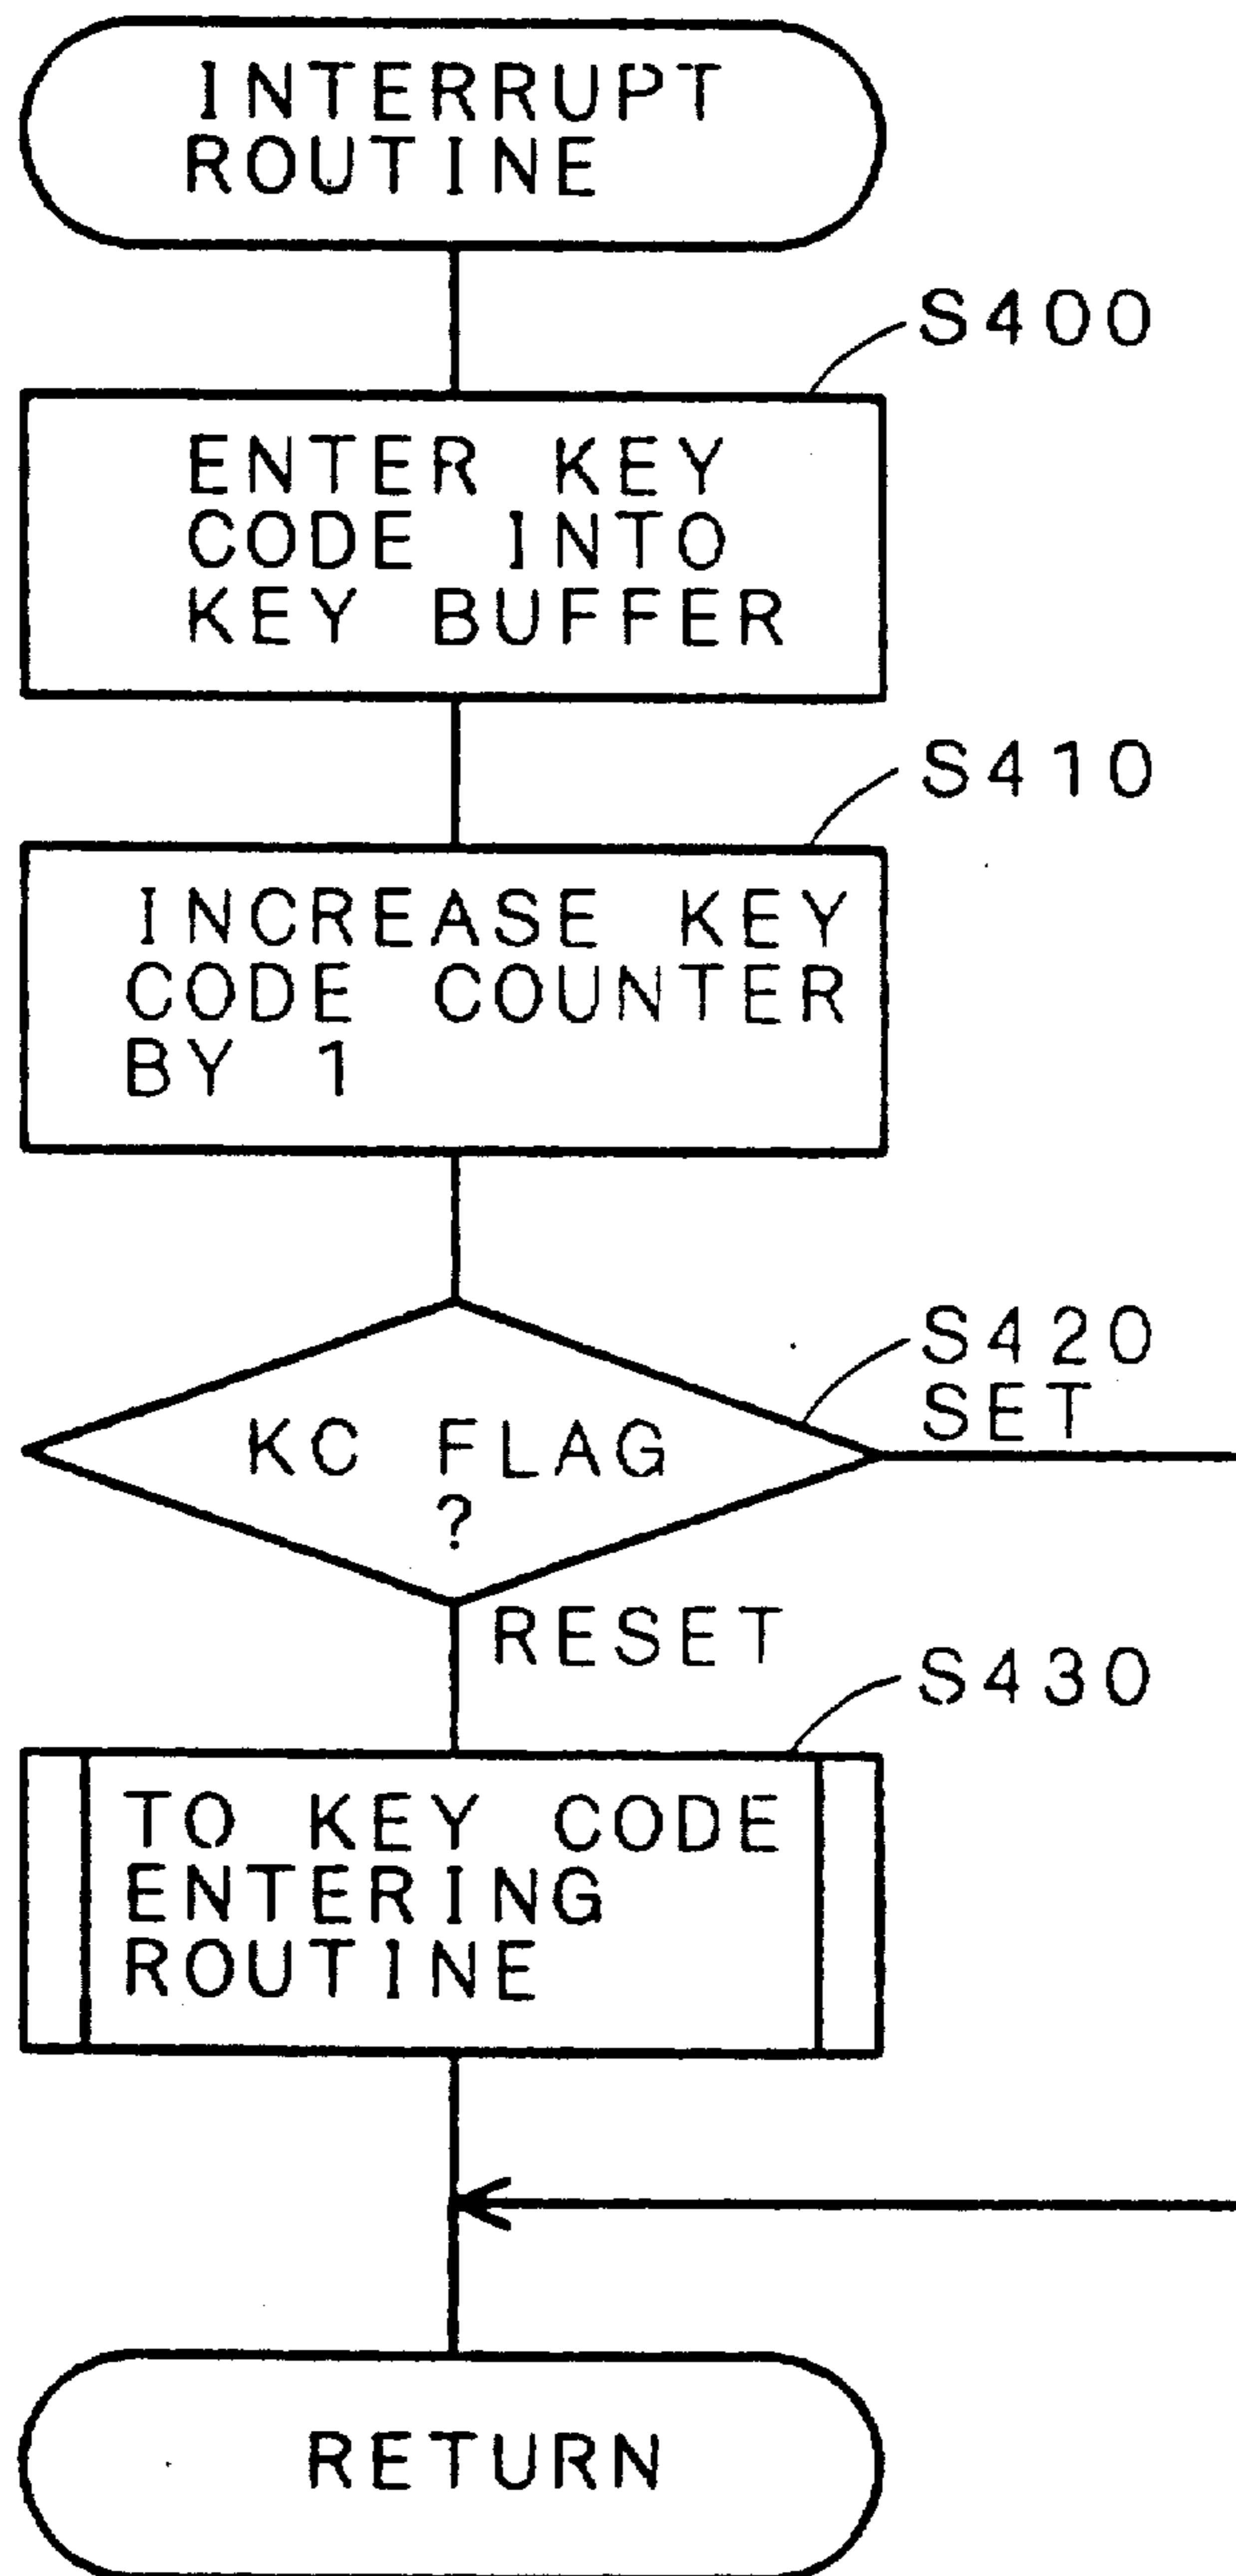 INTERRUPT
ROUTINE
S400
ENTER KEY
CODE INTO
KEY BUFFER
S410
INCREASE KEY
CODE COUNTER
BY 1
S420
SET
KC FLAG
?
RESET
S430
TO KEY CODE
ENTERING
ROUTINE
RETURN